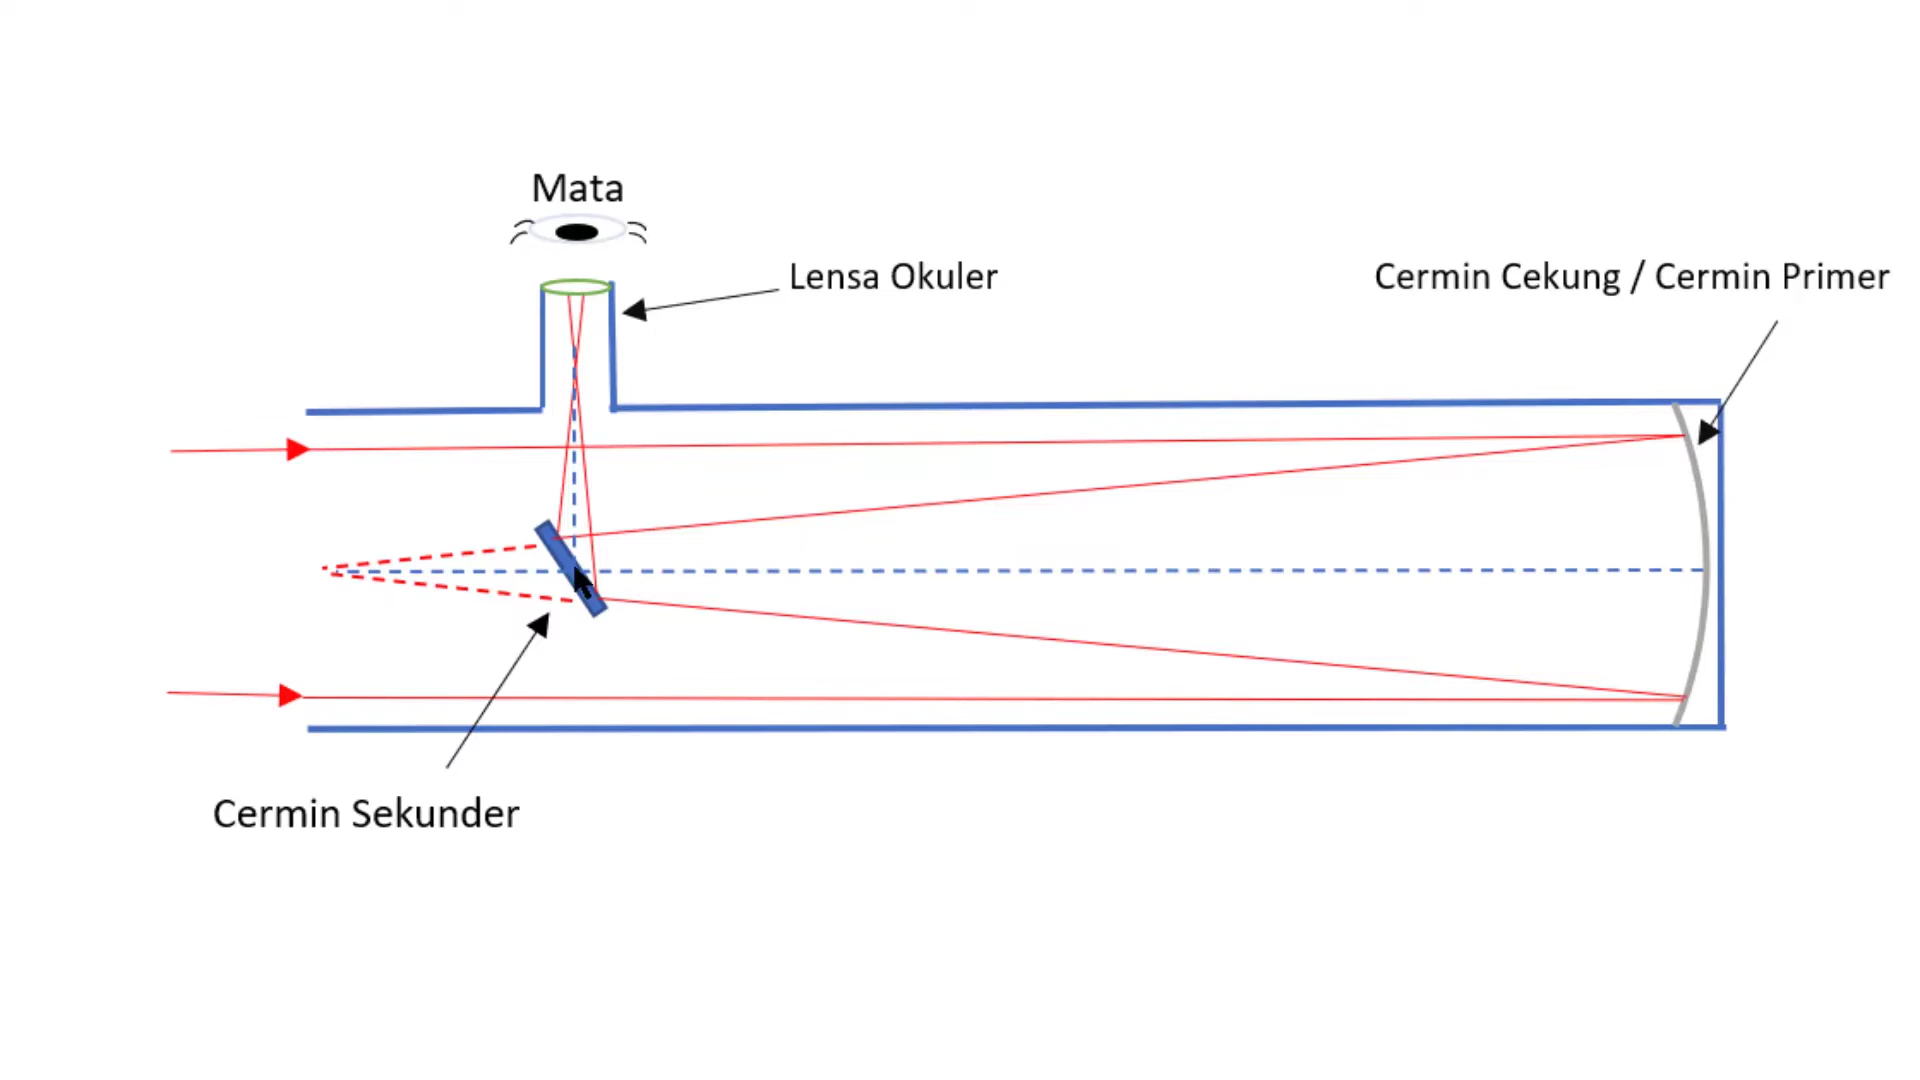 Mata
Lensa Okuler
Cermin Cekung / Cermin Primer
Cermin Sekunder